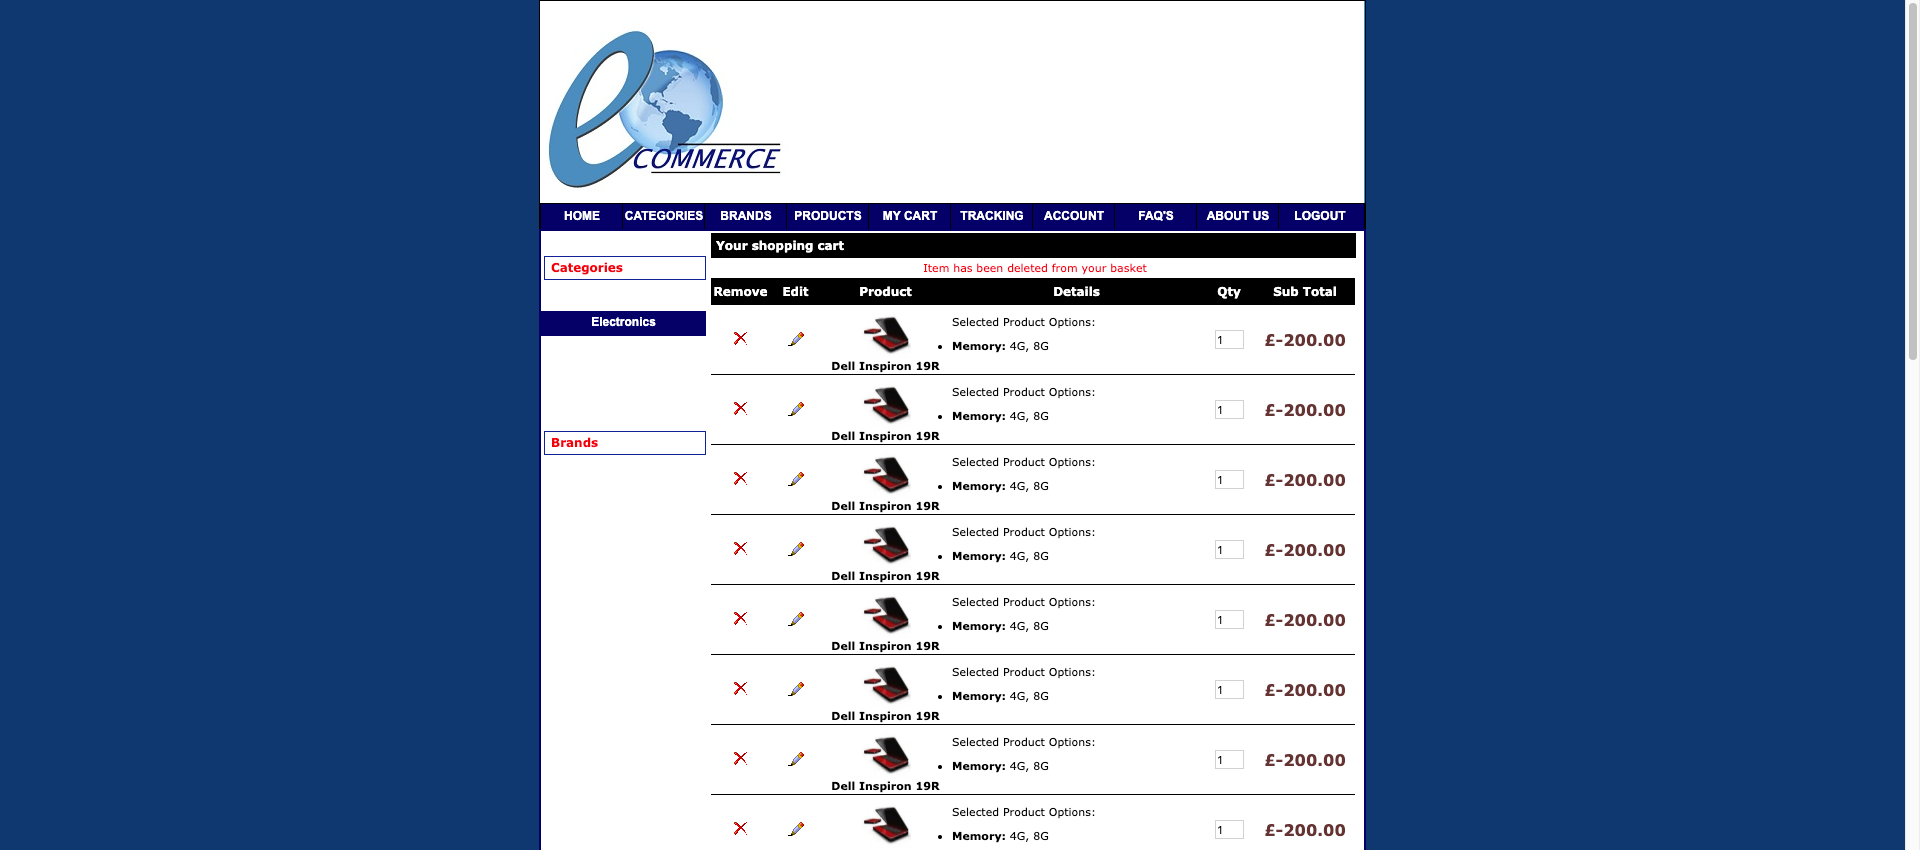 e
COMMERCE
HOME CATEGORIES BRANDS PRODUCTS MY CART TRACKING ACCOUNT FAQ'S ABOUT US LOGOUT
Categories
Electronics
Brands
Your shopping cart
Item has been deleted from your basket
Remove Edit Product Details Qty Sub Total
Selected Product Options:
• Memory: 4G, 8G
1 £-200.00
Dell Inspiron 19R
Selected Product Options:
• Memory: 4G, 8G
1 £-200.00
Dell Inspiron 19R
Selected Product Options:
• Memory: 4G, 8G
1 £-200.00
Dell Inspiron 19R
Selected Product Options:
• Memory: 4G, 8G
1 £-200.00
Dell Inspiron 19R
Selected Product Options:
• Memory: 4G, 8G
1 £-200.00
Dell Inspiron 19R
Selected Product Options:
• Memory: 4G, 8G
1 £-200.00
Dell Inspiron 19R
Selected Product Options:
• Memory: 4G, 8G
1 £-200.00
Dell Inspiron 19R
Selected Product Options:
• Memory: 4G, 8G
1 £-200.00